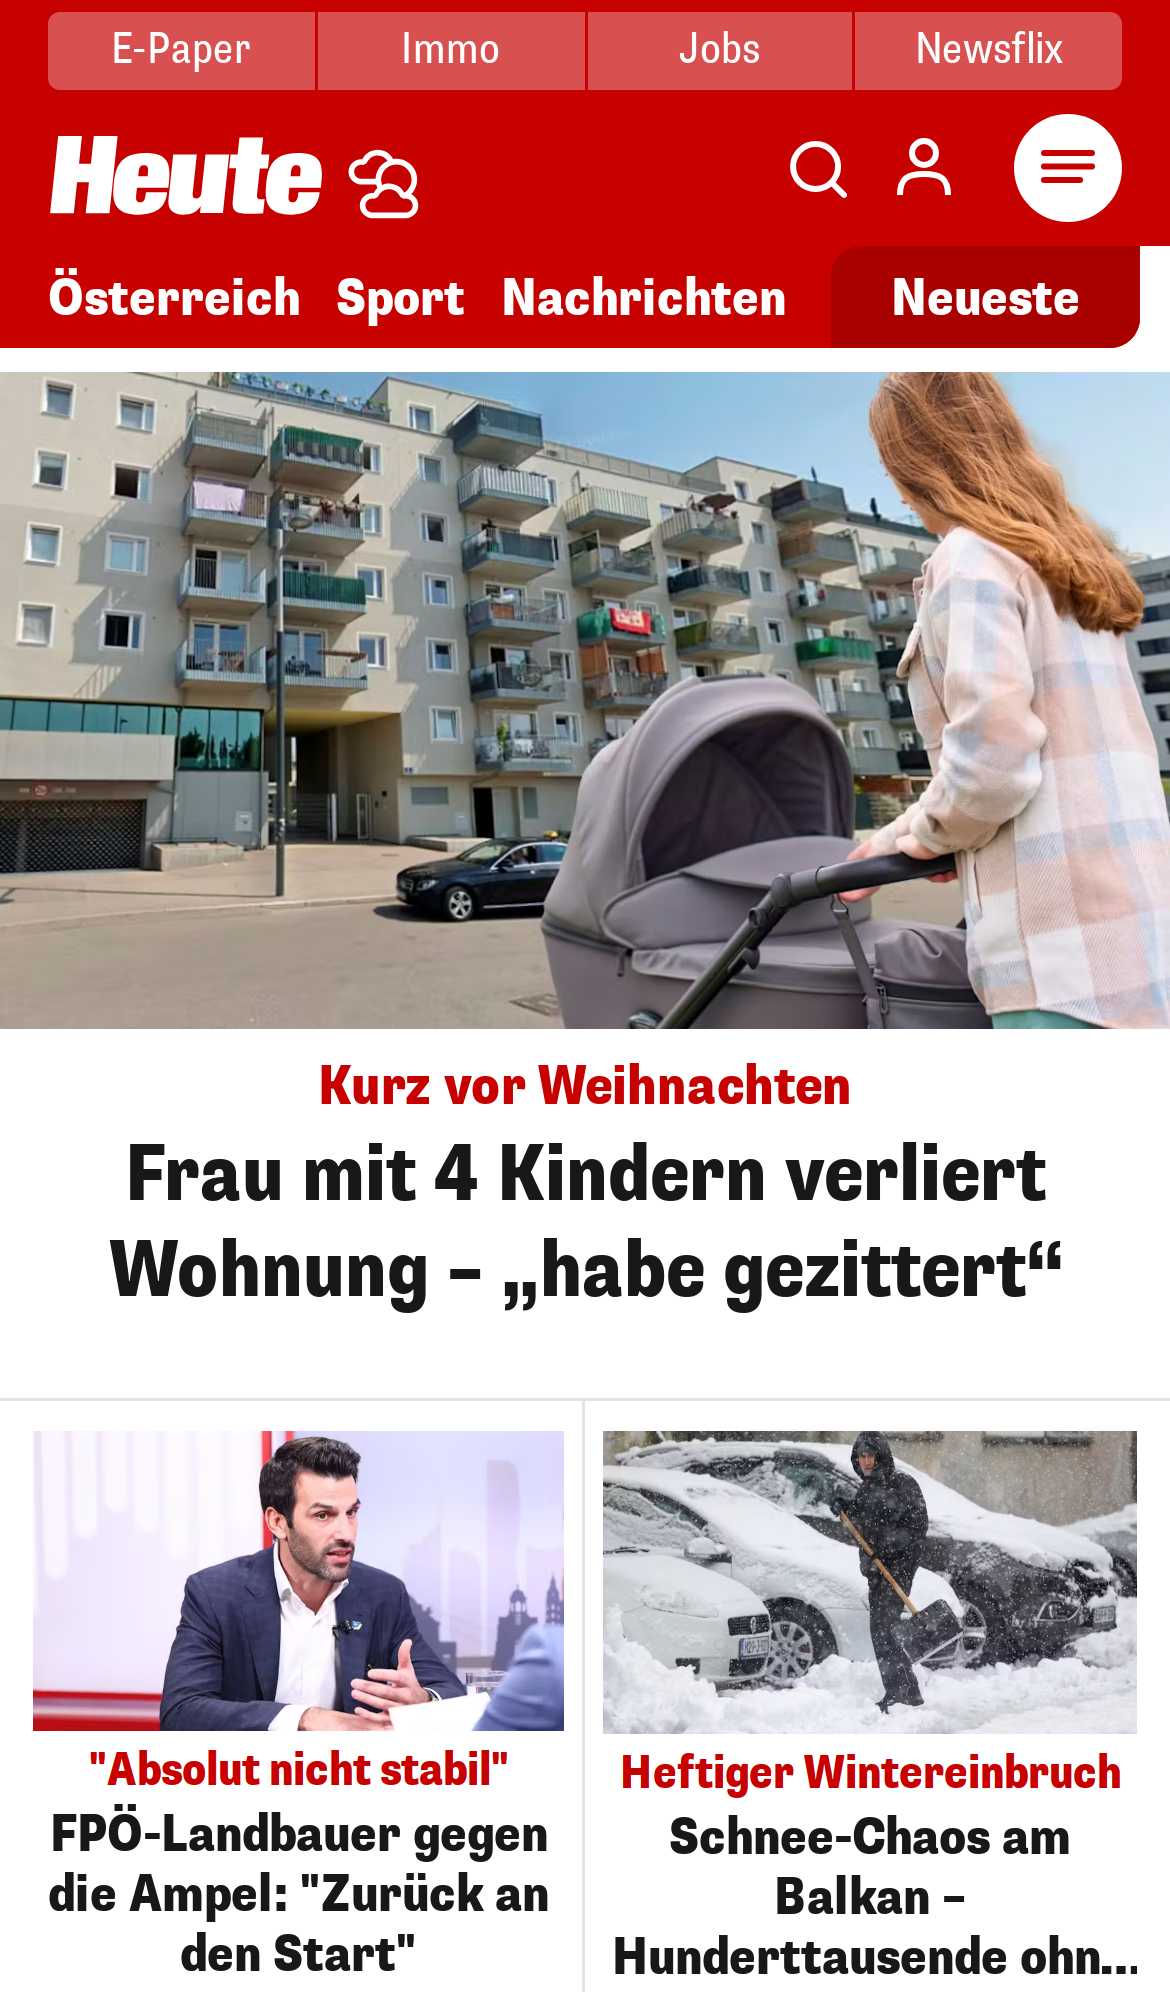 E-Paper Immo Jobs Newsflix
Heute
Österreich Sport Nachrichten Neueste
Kurz vor Weihnachten
Frau mit 4 Kindern verliert
Wohnung – „habe gezittert“
"Absolut nicht stabil"
FPÖ-Landbauer gegen
die Ampel: "Zurück an
den Start"
Heftiger Wintereinbruch
Schnee-Chaos am
Balkan –
Hunderttausende ohn...